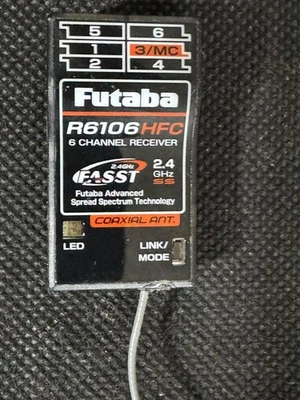 5 6
1 3/MC
2 4
Futaba
R6106HFC
6 CHANNEL RECEIVER
2.4GHz
FASST
2.4
GHz
SS
Futaba Advanced
Spread Spectrum Technology
COAXIAL ANT.
LED
LINK/
MODE